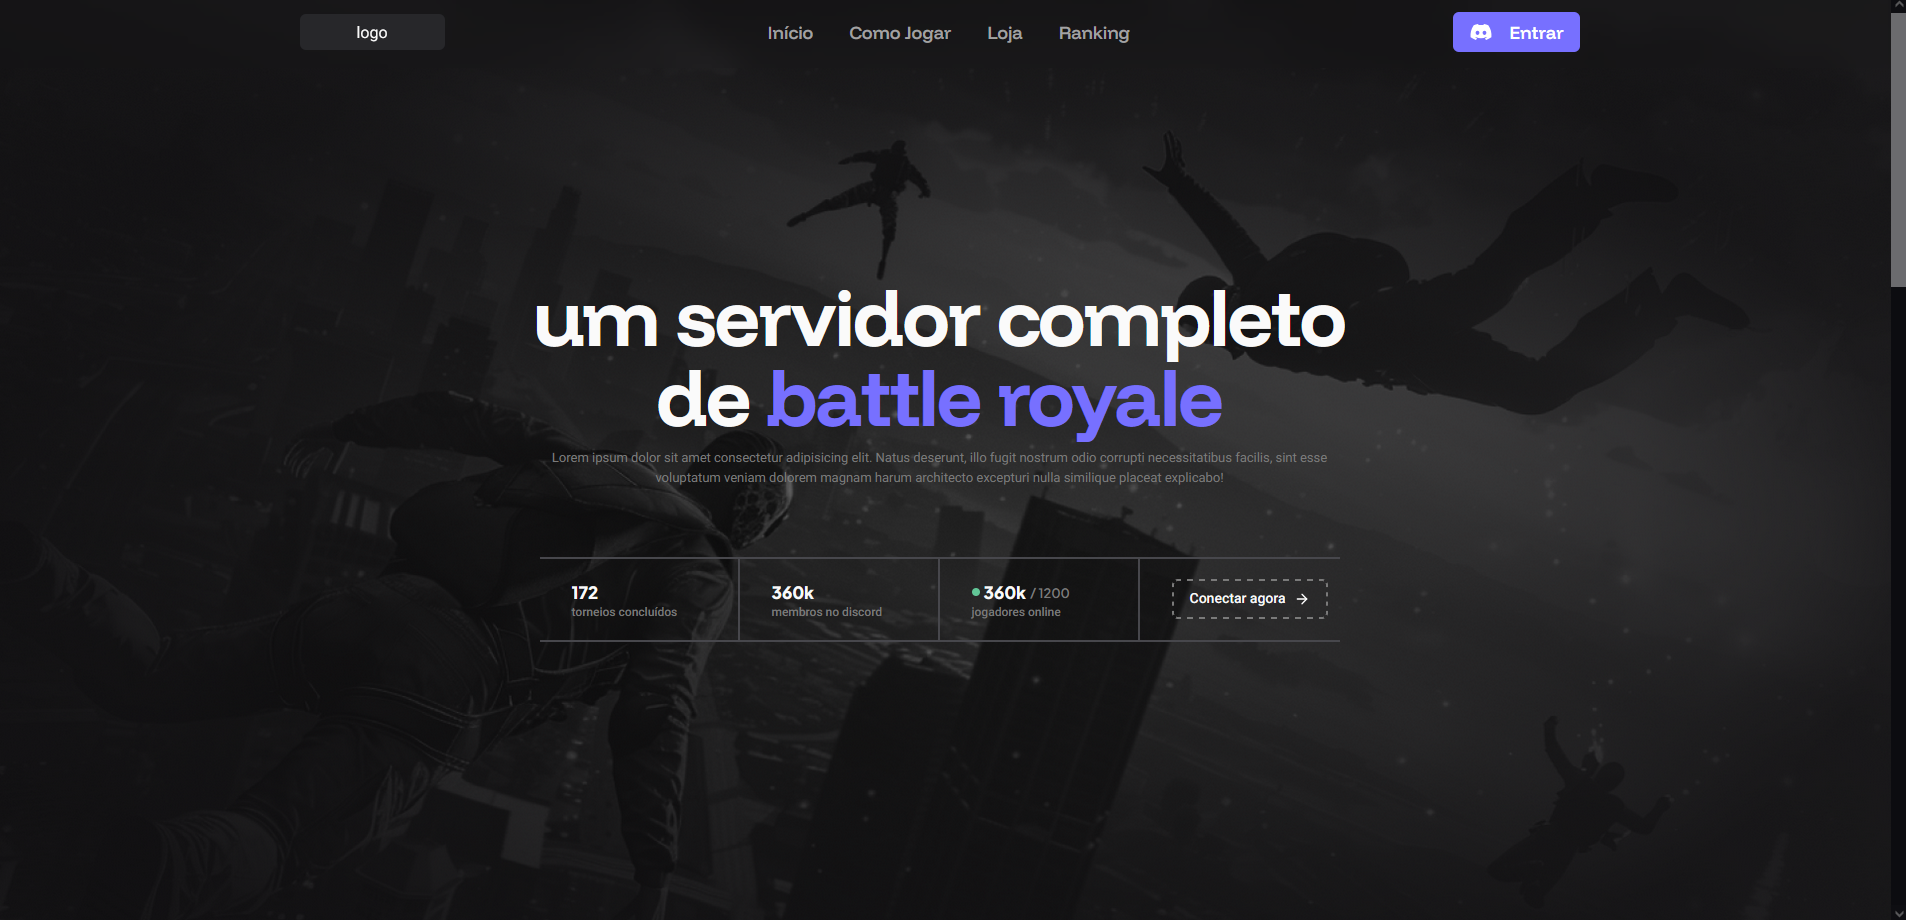 logo
Início Como Jogar Loja Ranking
Entrar
um servidor completo
de battle royale
Lorem ipsum dolor sit amet consectetur adipisicing elit. Natus deserunt, illo fugit nostrum odio corrupti necessitatibus facilis, sint esse
voluptatum veniam dolorem magnam harum architecto excepturi nulla similique placeat explicabo!
172
torneios concluídos
360k
membros no discord
360k / 1200
jogadores online
Conectar agora